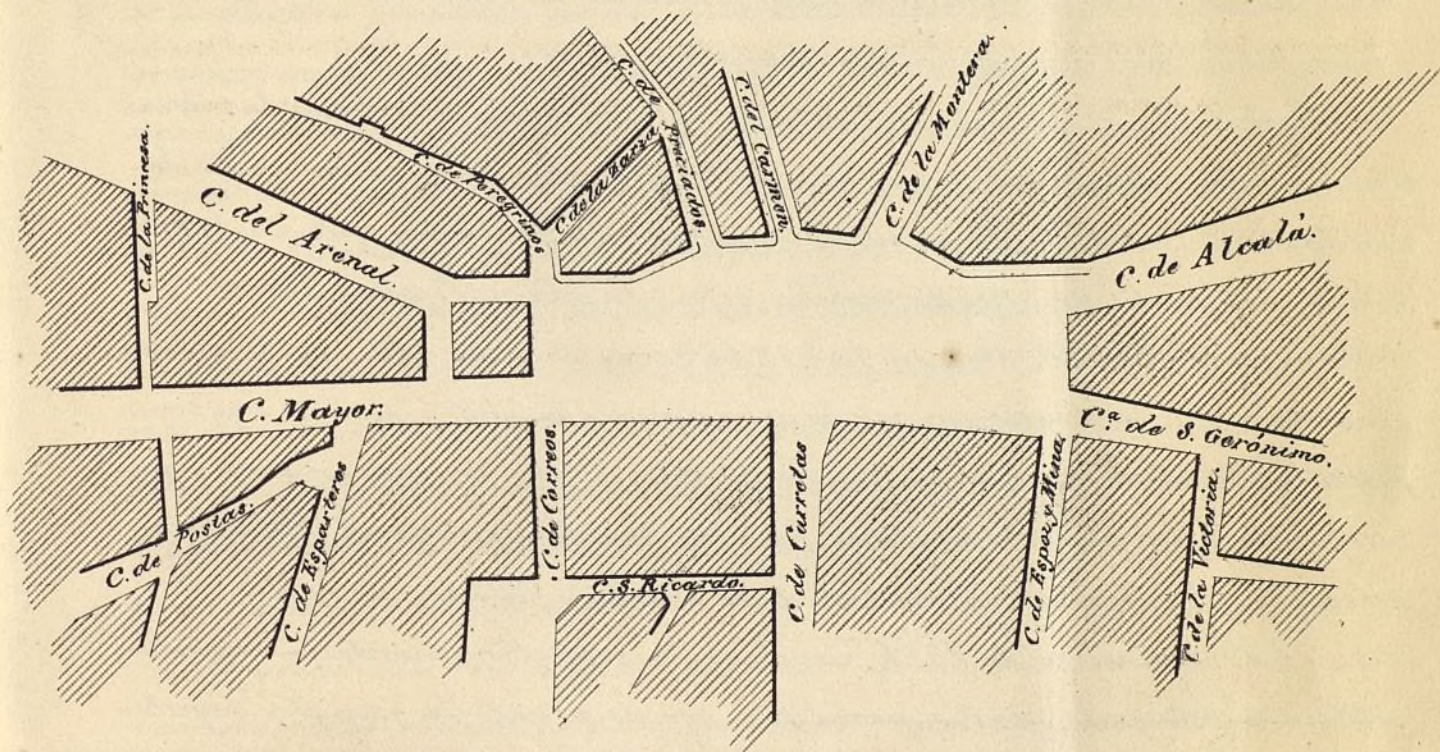 C. de la Princesa.
C. del Arenal.
C. de Peregrinos
C. de la Zarza
C. de Preciados.
C. del Carmen.
C. de la Montera.
C. de Alcalá.
C. Mayor.
C.ª de S. Gerónimo.
C. de Postas.
C. de Esparteros
C. de Correos.
C. S. Ricardo.
C. de Carretas
C. de Espoz y Mina
C. de la Victoria.